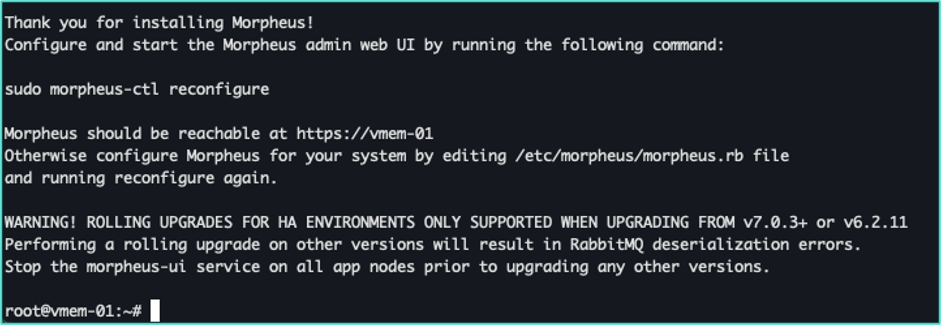 Thank you for installing Morpheus!
Configure and start the Morpheus admin web UI by running the following command:
sudo morpheus-ctl reconfigure
Morpheus should be reachable at https://vmem-01
Otherwise configure Morpheus for your system by editing /etc/morpheus/morpheus.rb file
and running reconfigure again.
WARNING! ROLLING UPGRADES FOR HA ENVIRONMENTS ONLY SUPPORTED WHEN UPGRADING FROM v7.0.3+ or v6.2.11
Performing a rolling upgrade on other versions will result in RabbitMQ deserialization errors.
Stop the morpheus-ui service on all app nodes prior to upgrading any other versions.
root@vmem-01:~#